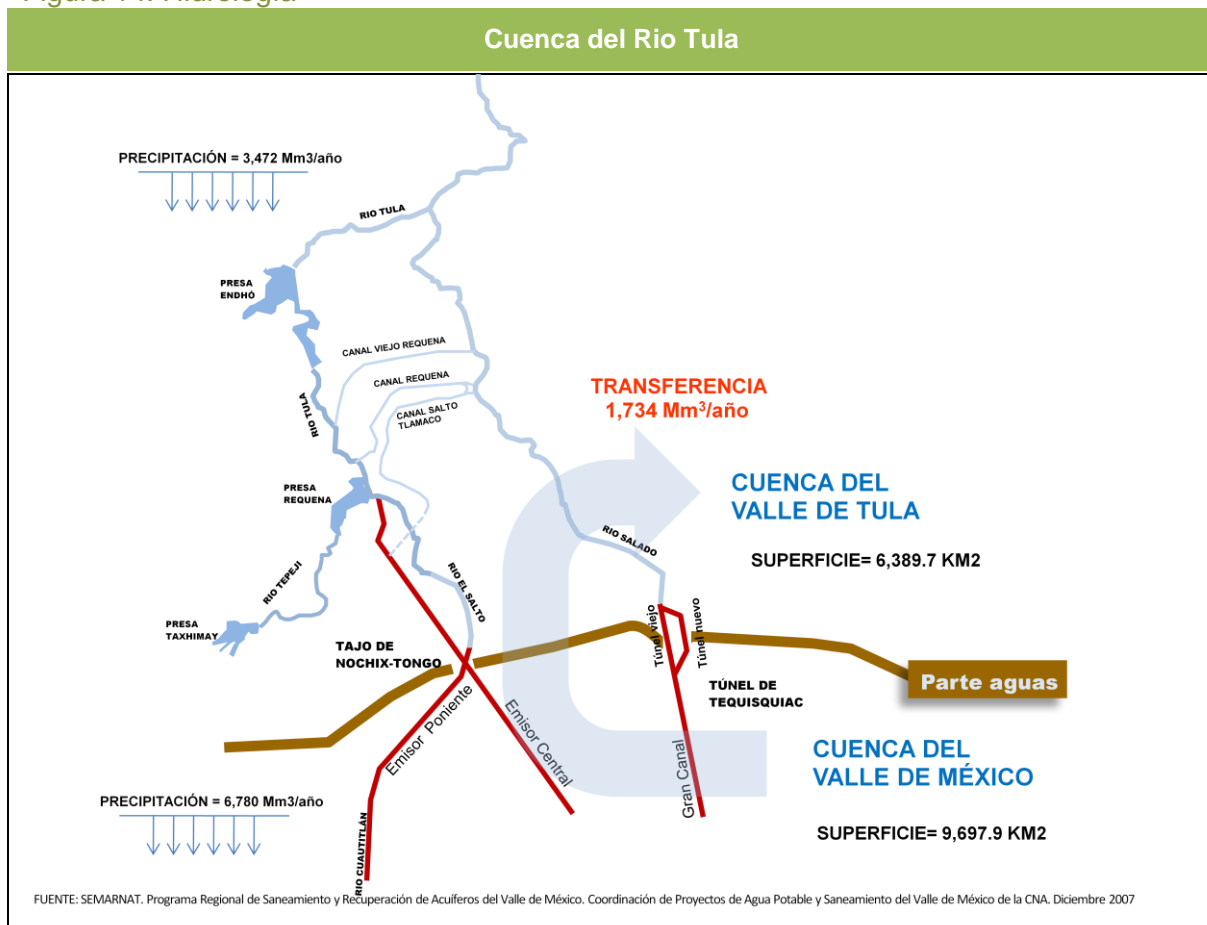 Cuenca del Rio Tula
PRECIPITACIÓN = 3,472 Mm3/año
RIO TULA
PRESA
ENDHÓ
CANAL VIEJO REQUENA
CANAL REQUENA
CANAL SALTO
TLAMACO
RIO TULA
TRANSFERENCIA
1,734 Mm³/año
PRESA
REQUENA
CUENCA DEL
VALLE DE TULA
RIO SALADO
SUPERFICIE= 6,389.7 KM2
RIO TEPEJI
RIO EL SALTO
PRESA
TAXHIMAY
TAJO DE
NOCHIX-TONGO
Túnel viejo
Túnel nuevo
TÚNEL DE
TEQUISQUIAC
Parte aguas
Emisor Poniente
Emisor Central
Gran Canal
CUENCA DEL
VALLE DE MÉXICO
PRECIPITACIÓN = 6,780 Mm3/año
SUPERFICIE= 9,697.9 KM2
RIO CUAUTITLÁN
FUENTE: SEMARNAT. Programa Regional de Saneamiento y Recuperación de Acuíferos del Valle de México. Coordinación de Proyectos de Agua Potable y Saneamiento del Valle de México de la CNA. Diciembre 2007